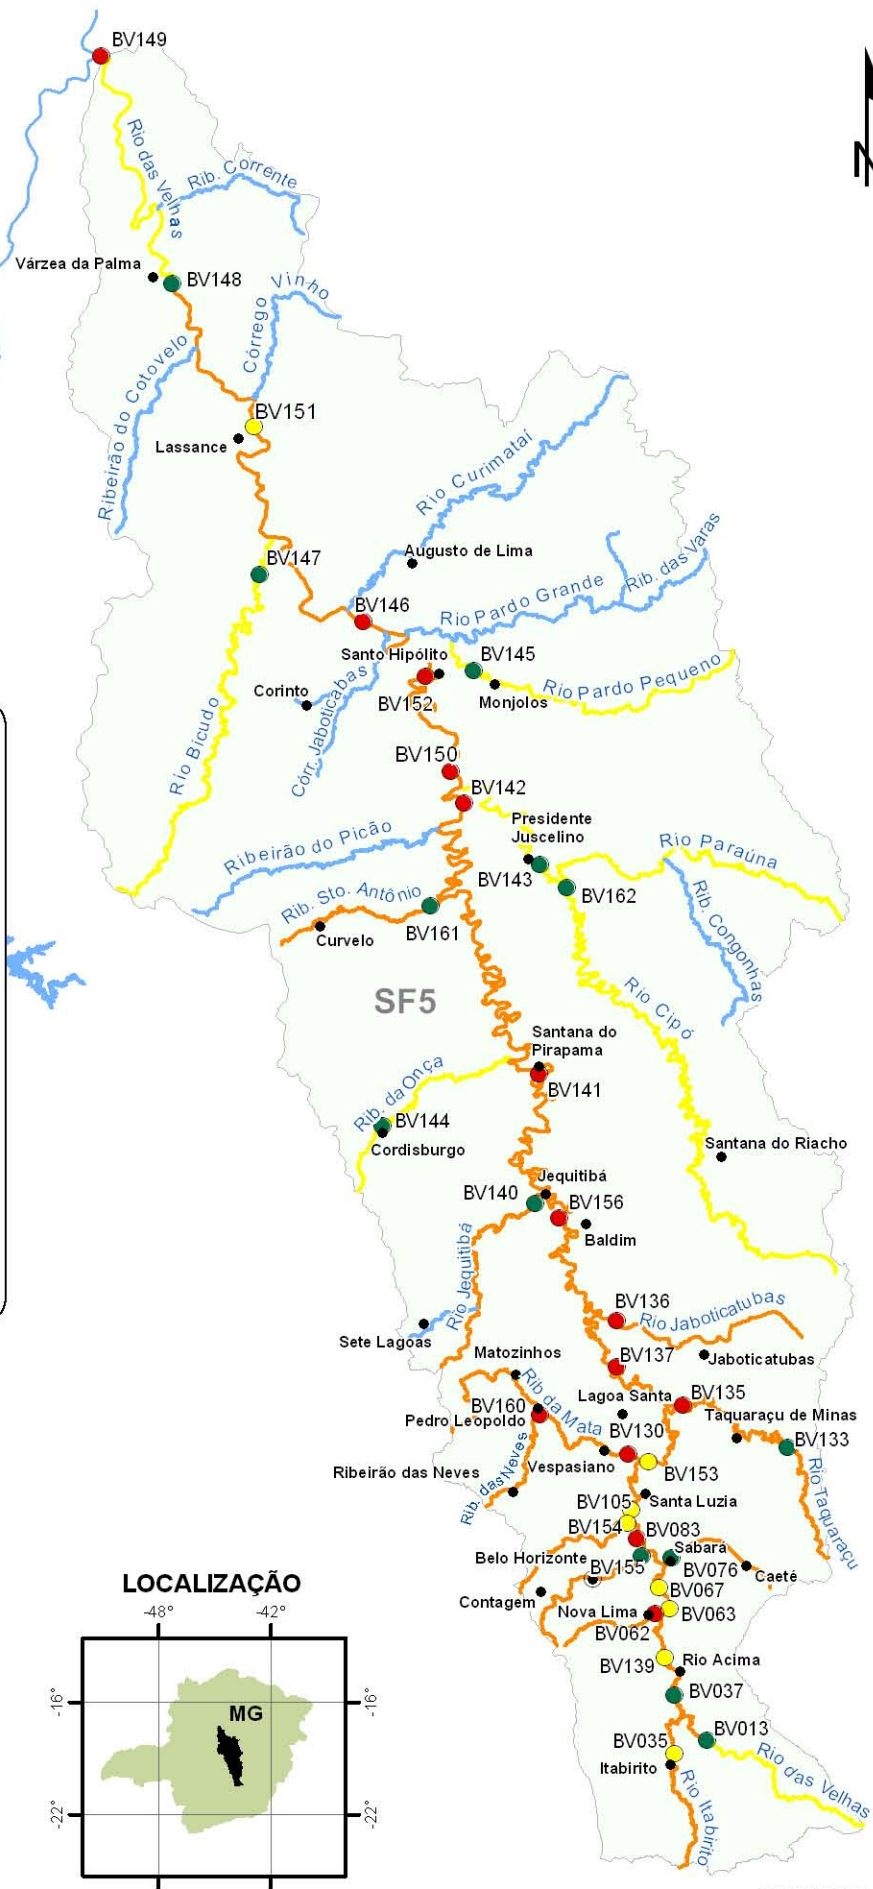 BV149
N
Rio das Velhas
Rib. Corrente
Várzea da Palma
BV148
Córrego Vinho
Ribeirão do Cotovelo
BV151
Lassance
Rio Curimataí
BV147
Augusto de Lima
Rib. das Varas
Rio Pardo Grande
BV146
Santo Hipólito
BV145
Rio Pardo Pequeno
Corinto
Córr. Jaboticabas
BV152
Monjolos
Rio Bicudo
BV150
BV142
Presidente
Juscelino
Ribeirão do Picão
Rio Paraúna
BV143
BV162
Rib. Sto. Antônio
BV161
Curvelo
Rib. Congonhas
SF5
Rio Cipó
Santana do
Pirapama
BV141
Rib. da Onça
BV144
Cordisburgo
Santana do Riacho
Jequitibá
BV140
BV156
Baldim
Rio Jequitibá
BV136
Rio Jaboticatubas
Sete Lagoas
Matozinhos
BV137
Jaboticatubas
Rib da Mata
Lagoa Santa
BV135
BV160
Pedro Leopoldo
Taquaraçu de Minas
BV130
BV133
Ribeirão das Neves
Rib. das Neves
Vespasiano
BV153
Rio Taquaraçu
BV105
Santa Luzia
BV154
BV083
Belo Horizonte
Sabará
BV155
BV076
Caeté
Contagem
BV067
Nova Lima
BV063
BV062
BV139
Rio Acima
BV037
BV013
BV035
Itabirito
Rio das Velhas
Rio Itabirito
LOCALIZAÇÃO
-48°
-42°
-16°
MG
-16°
-22°
-22°